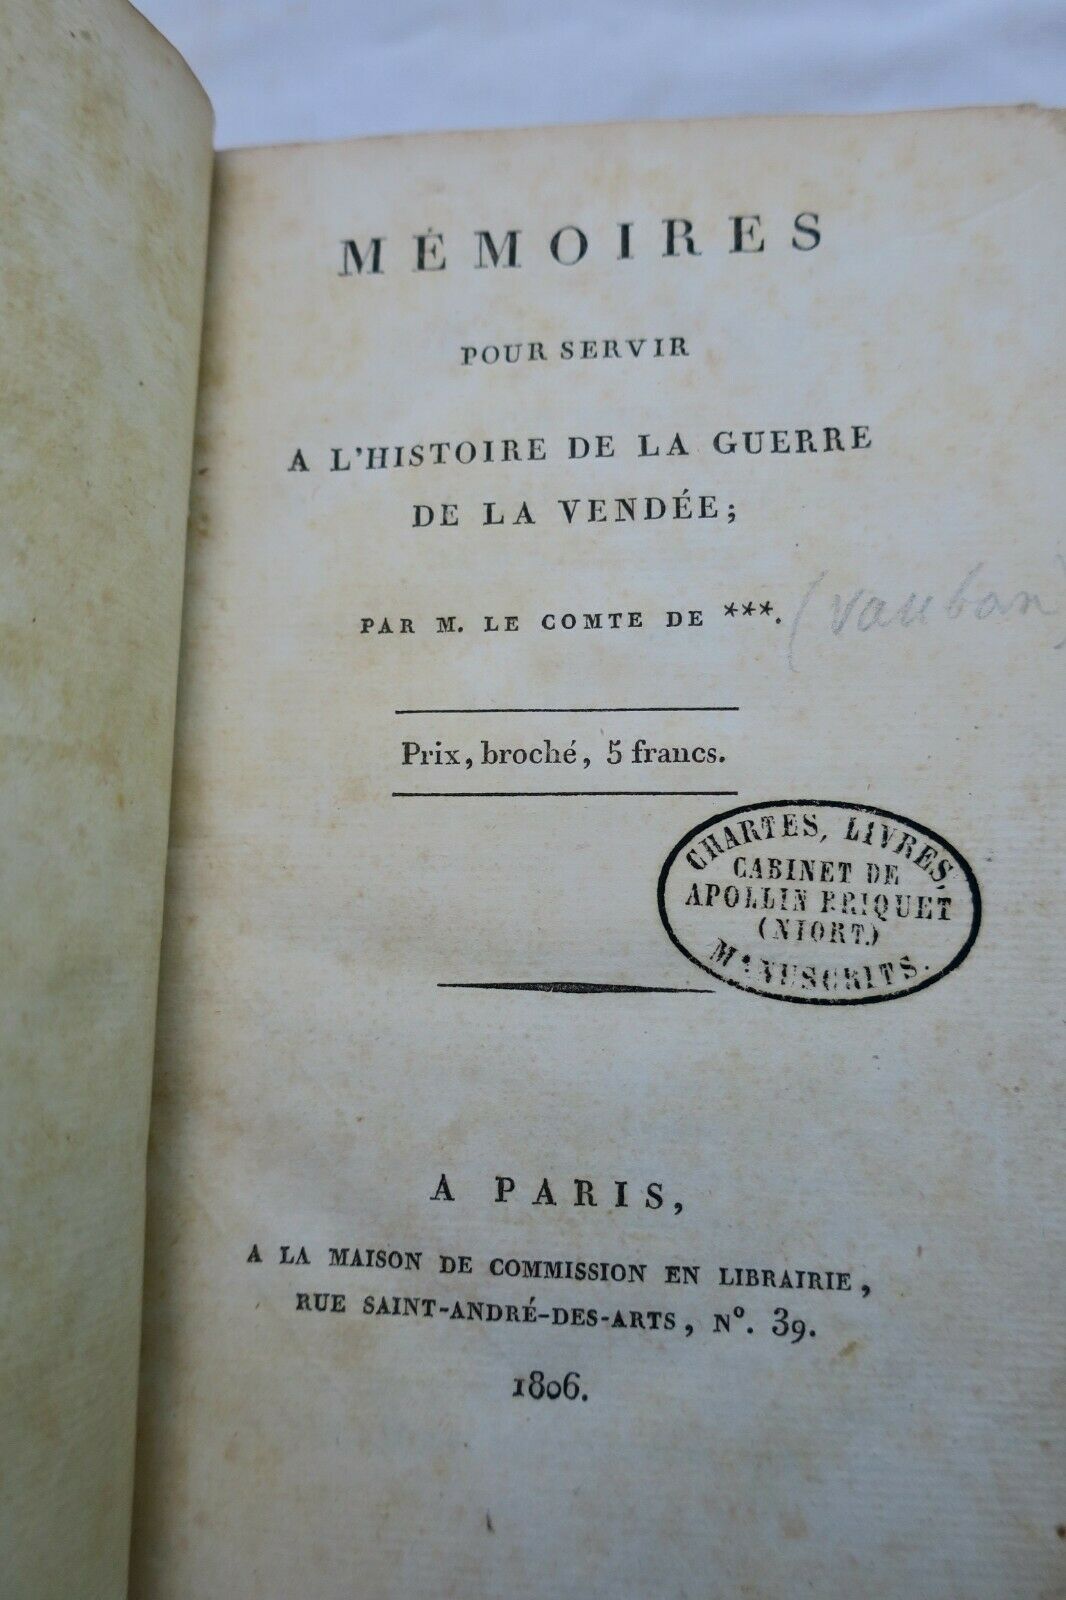 MÉMOIRES
POUR SERVIR
A L'HISTOIRE DE LA GUERRE
DE LA VENDÉE;
PAR M. LE COMTE DE ***. (Vauban)
Prix, broché, 5 francs.
CHARTES, LIVRES,
CABINET DE
APOLLIN BRIQUET
(NIORT.)
MANUSCRITS.
A PARIS,
A LA MAISON DE COMMISSION EN LIBRAIRIE,
RUE SAINT-ANDRÉ-DES-ARTS, N°. 39.
1806.